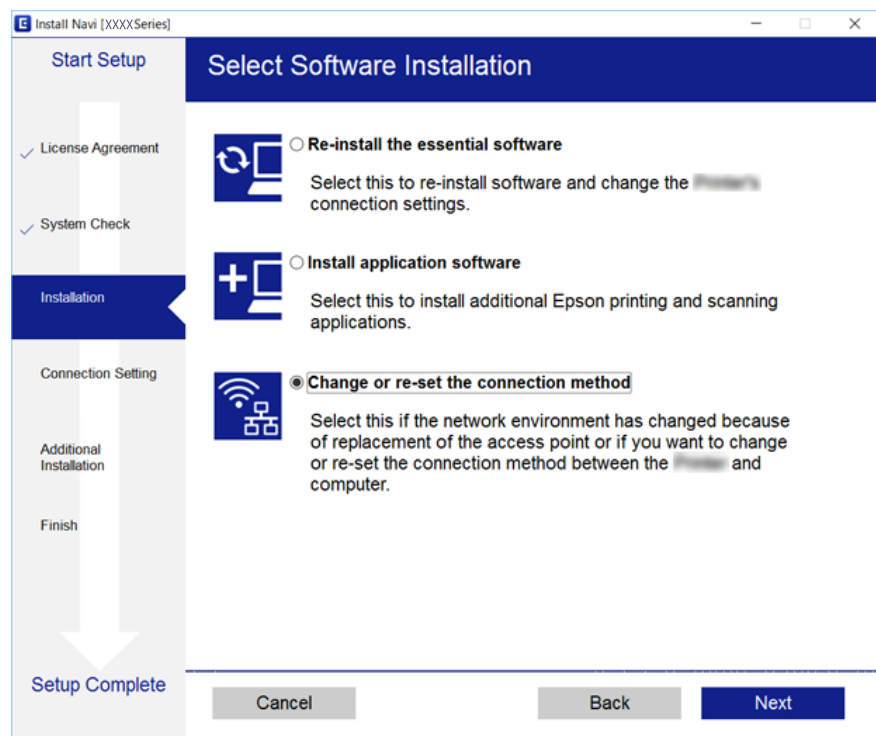 E Install Navi [XXXXSeries]
Start Setup
Select Software Installation
License Agreement
System Check
Installation
Connection Setting
Additional
Installation
Finish
Setup Complete
Re-install the essential software
Select this to re-install software and change the
connection settings.
Install application software
Select this to install additional Epson printing and scanning
applications.
Change or re-set the connection method
Select this if the network environment has changed because
of replacement of the access point or if you want to change
or re-set the connection method between the and
computer.
Cancel
Back
Next